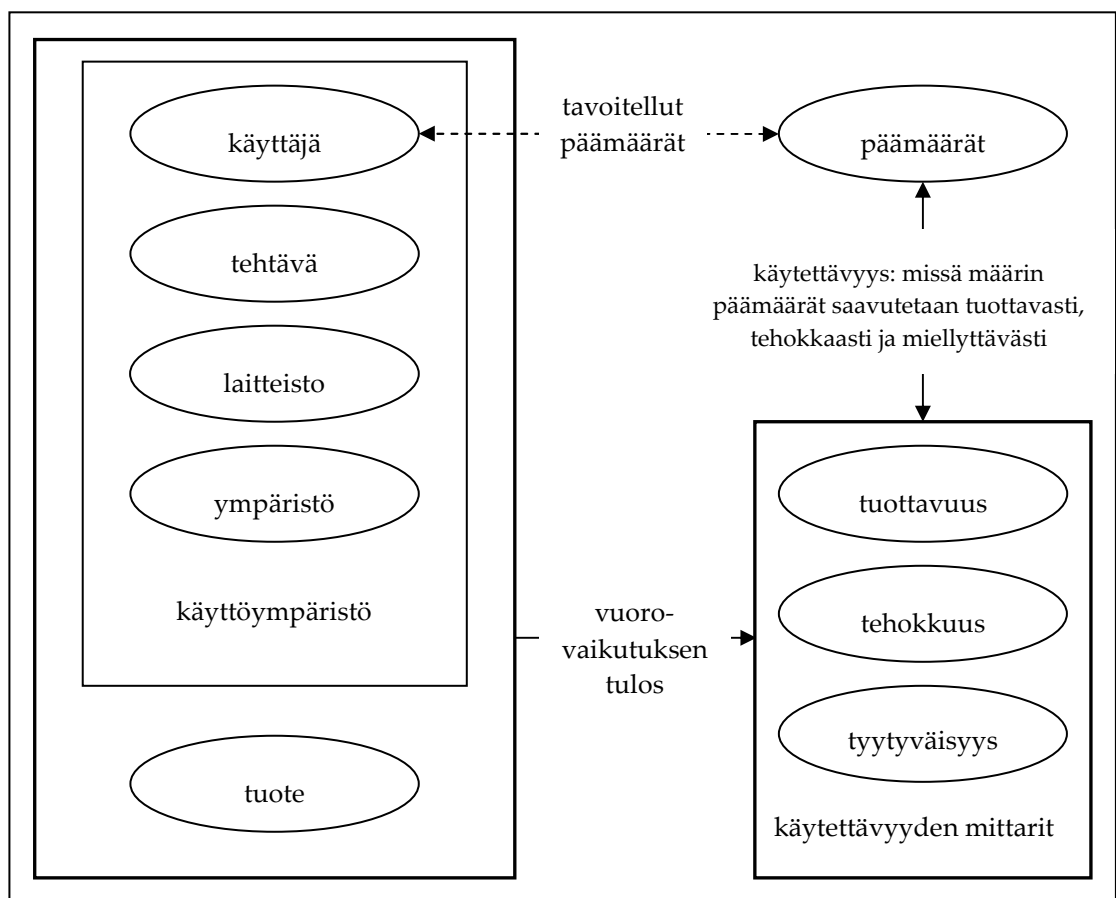 käyttäjä
tehtävä
laitteisto
ympäristö
käyttöympäristö
tuote
tavoitellut
päämäärät
vuoro-
vaikutuksen
tulos
päämäärät
käytettävyys: missä määrin
päämäärät saavutetaan tuottavasti,
tehokkaasti ja miellyttävästi
tuottavuus
tehokkuus
tyytyväisyys
käytettävyyden mittarit